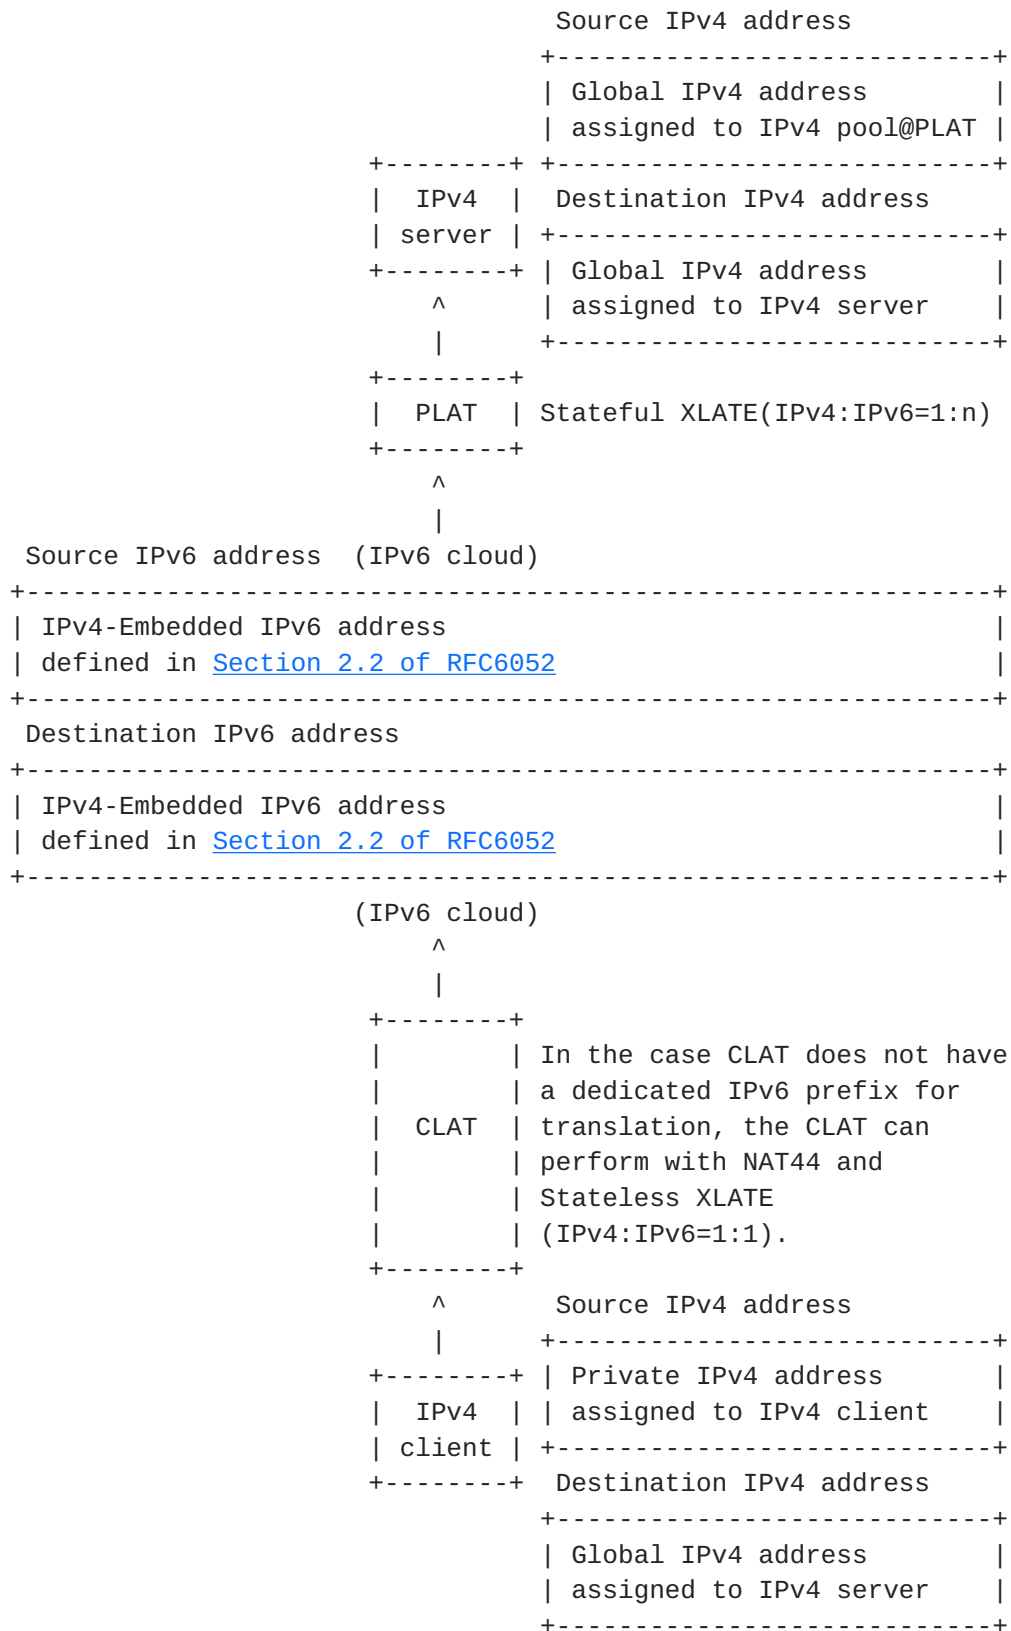 Source IPv4 address
                                  +----------------------------+
                                  | Global IPv4 address        |
                                  | assigned to IPv4 pool@PLAT |
                       +--------+ +----------------------------+
                       |  IPv4  |  Destination IPv4 address
                       | server | +----------------------------+
                       +--------+ | Global IPv4 address        |
                           ^      | assigned to IPv4 server    |
                           |      +----------------------------+
                       +--------+
                       |  PLAT  | Stateful XLATE(IPv4:IPv6=1:n)
                       +--------+
                           ^
                           |
 Source IPv6 address  (IPv6 cloud)
+--------------------------------------------------------------+
| IPv4-Embedded IPv6 address                                   |
| defined in Section 2.2 of RFC6052                            |
+--------------------------------------------------------------+
 Destination IPv6 address
+--------------------------------------------------------------+
| IPv4-Embedded IPv6 address                                   |
| defined in Section 2.2 of RFC6052                            |
+--------------------------------------------------------------+
                      (IPv6 cloud)
                           ^
                           |
                       +--------+
                       |        | In the case CLAT does not have
                       |        | a dedicated IPv6 prefix for
                       |  CLAT  | translation, the CLAT can
                       |        | perform with NAT44 and
                       |        | Stateless XLATE
                       |        | (IPv4:IPv6=1:1).
                       +--------+
                           ^       Source IPv4 address
                           |      +----------------------------+
                       +--------+ | Private IPv4 address       |
                       |  IPv4  | | assigned to IPv4 client    |
                       | client | +----------------------------+
                       +--------+  Destination IPv4 address
                                  +----------------------------+
                                  | Global IPv4 address        |
                                  | assigned to IPv4 server    |
                                  +----------------------------+